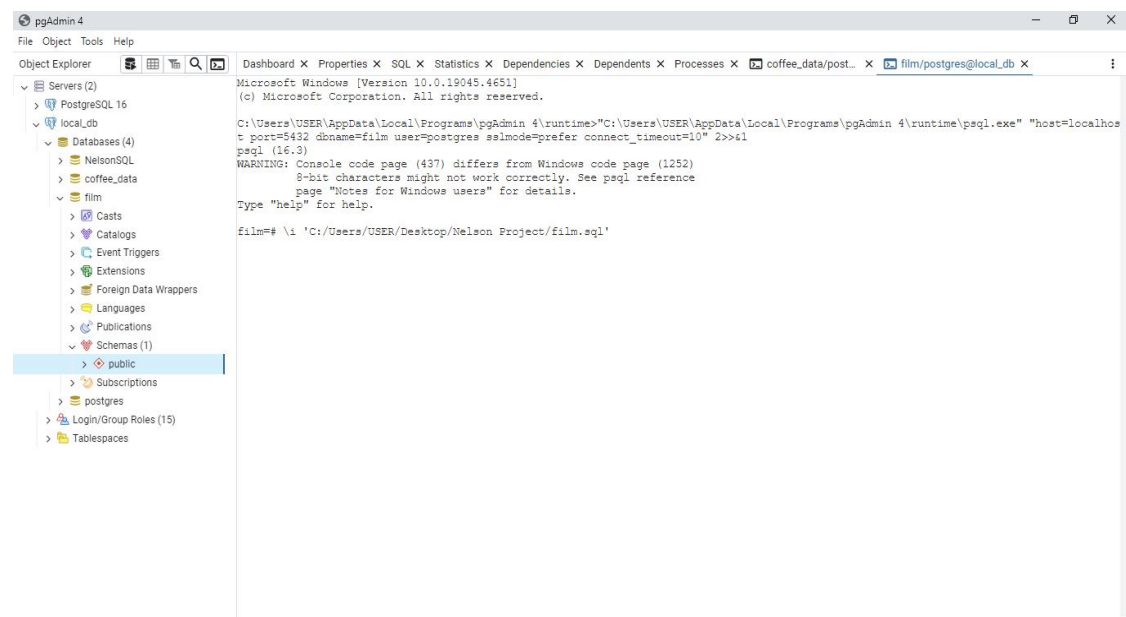 pgAdmin 4
File Object Tools Help
Object Explorer
Dashboard Properties SQL Statistics Dependencies Dependents Processes coffee_data/post... film/postgres@local_db
Servers (2)
PostgreSQL 16
local_db
Databases (4)
NelsonSQL
coffee_data
film
Casts
Catalogs
Event Triggers
Extensions
Foreign Data Wrappers
Languages
Publications
Schemas (1)
public
Subscriptions
postgres
Login/Group Roles (15)
Tablespaces
Microsoft Windows [Version 10.0.19045.4651]
(c) Microsoft Corporation. All rights reserved.
C:\Users\USER\AppData\Local\Programs\pgAdmin 4\runtime>"C:\Users\USER\AppData\Local\Programs\pgAdmin 4\runtime\psql.exe" "host=localhos
t port=5432 dbname=film user=postgres sslmode=prefer connect_timeout=10" 2>>&1
psql (16.3)
WARNING: Console code page (437) differs from Windows code page (1252)
8-bit characters might not work correctly. See psql reference
page "Notes for Windows users" for details.
Type "help" for help.
film=# \i 'C:/Users/USER/Desktop/Nelson Project/film.sql'